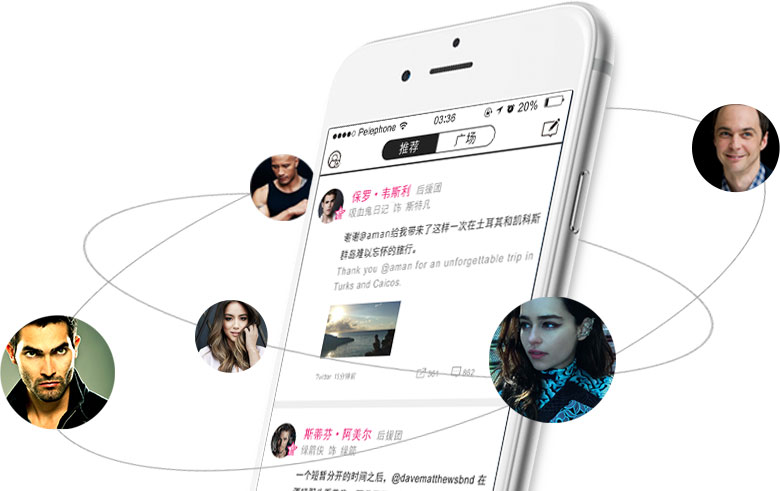 Pelephone
03:36
20%
推荐 广场
保罗·韦斯利 后援团
吸血鬼日记 饰 斯特凡
谢谢@aman给我带来了这样一次在土耳其和凯科斯
群岛难以忘怀的旅行。
Thank you @aman for an unforgettable trip in
Turks and Caicos.
Twitter 15分钟前
361 862
斯蒂芬·阿美尔 后援团
绿箭侠 饰 绿箭
一个短暂分开的时间之后，@davematthewsbnd 在